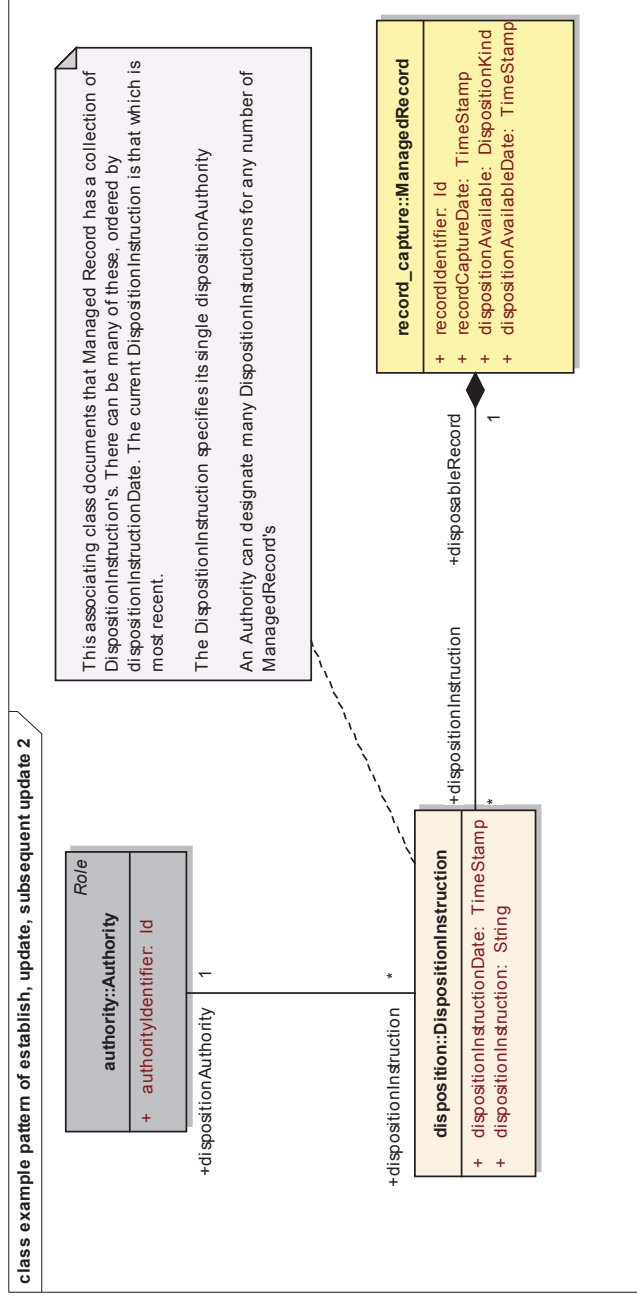 class example pattern of establish, update, subsequent update 2
Role
authority::Authority
+ authorityIdentifier: Id
+dispositionAuthority
1
+dispositionInstruction
*
disposition::DispositionInstruction
+ dispositionInstructionDate: TimeStamp
+ dispositionInstruction: String
+dispositionInstruction
*
+disposableRecord
1
This associating class documents that Managed Record has a collection of
DispositionInstruction's. There can be many of these, ordered by
dispositionInstructionDate. The current DispositionInstruction is that which is
most recent.
The DispositionInstruction specifies its single dispositionAuthority
An Authority can designate many DispositionInstructions for any number of
ManagedRecord's
record_capture::ManagedRecord
+ recordIdentifier: Id
+ recordCaptureDate: TimeStamp
+ dispositionAvailable: DispositionKind
+ dispositionAvailableDate: TimeStamp